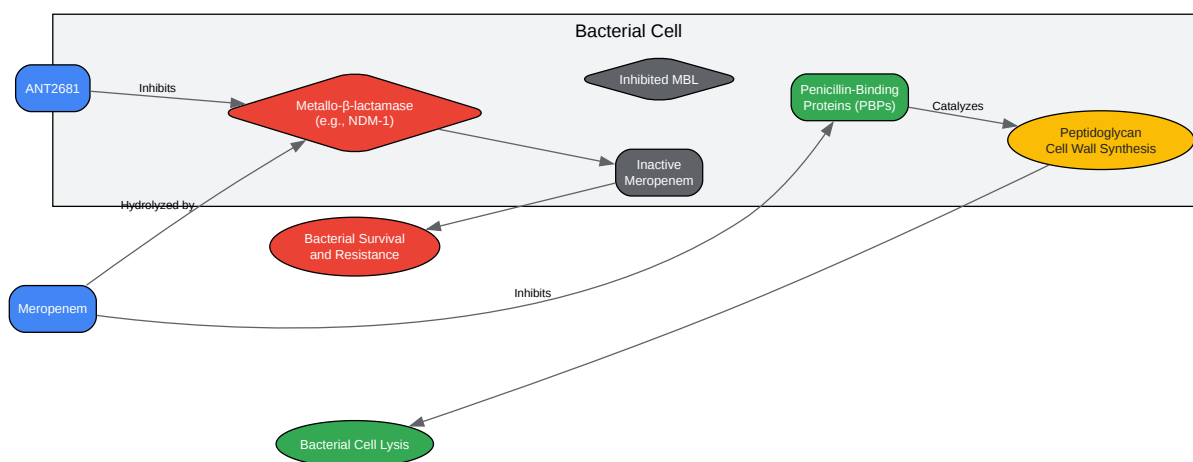 Bacterial Cell
ANT2681
Inhibits
Metallo-β-lactamase
(e.g., NDM-1)
Inhibited MBL
Penicillin-Binding
Proteins (PBPs)
Catalyzes
Peptidoglycan
Cell Wall Synthesis
Inactive
Meropenem
Hydrolyzed by
Bacterial Survival
and Resistance
Meropenem
Inhibits
Bacterial Cell Lysis